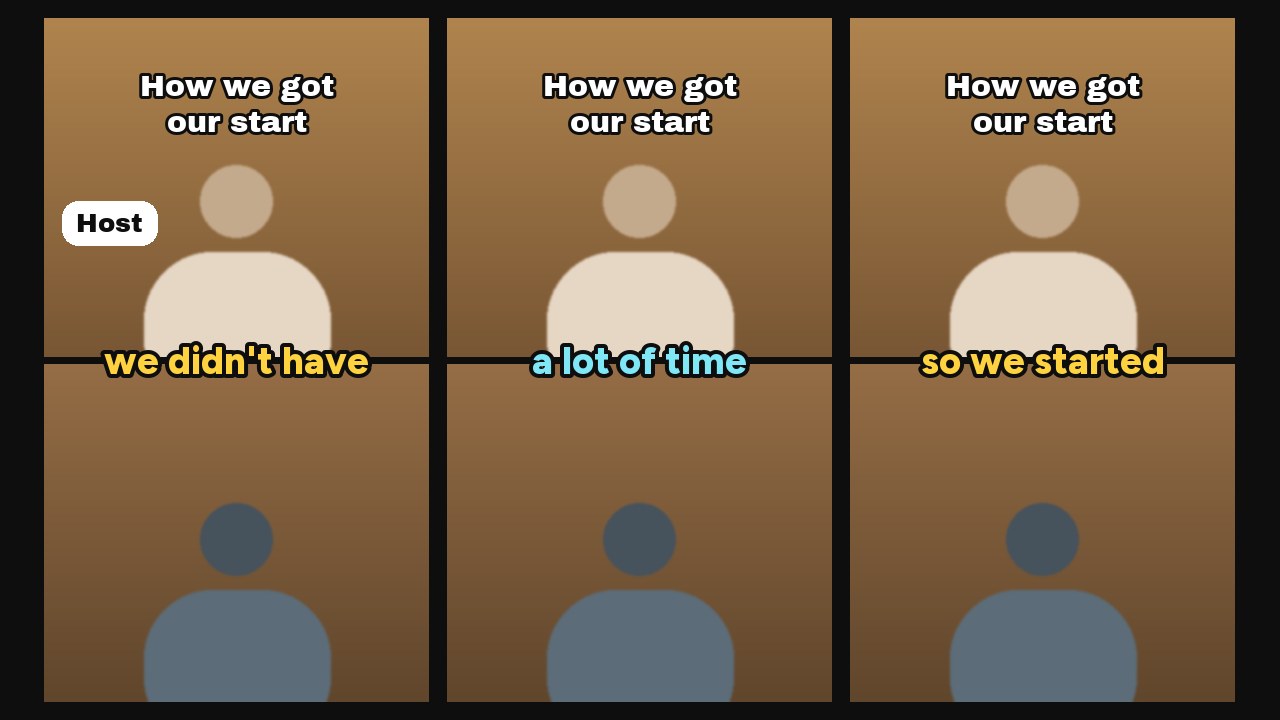 How we got
our start
Host
we didn't have
How we got
our start
a lot of time
How we got
our start
so we started